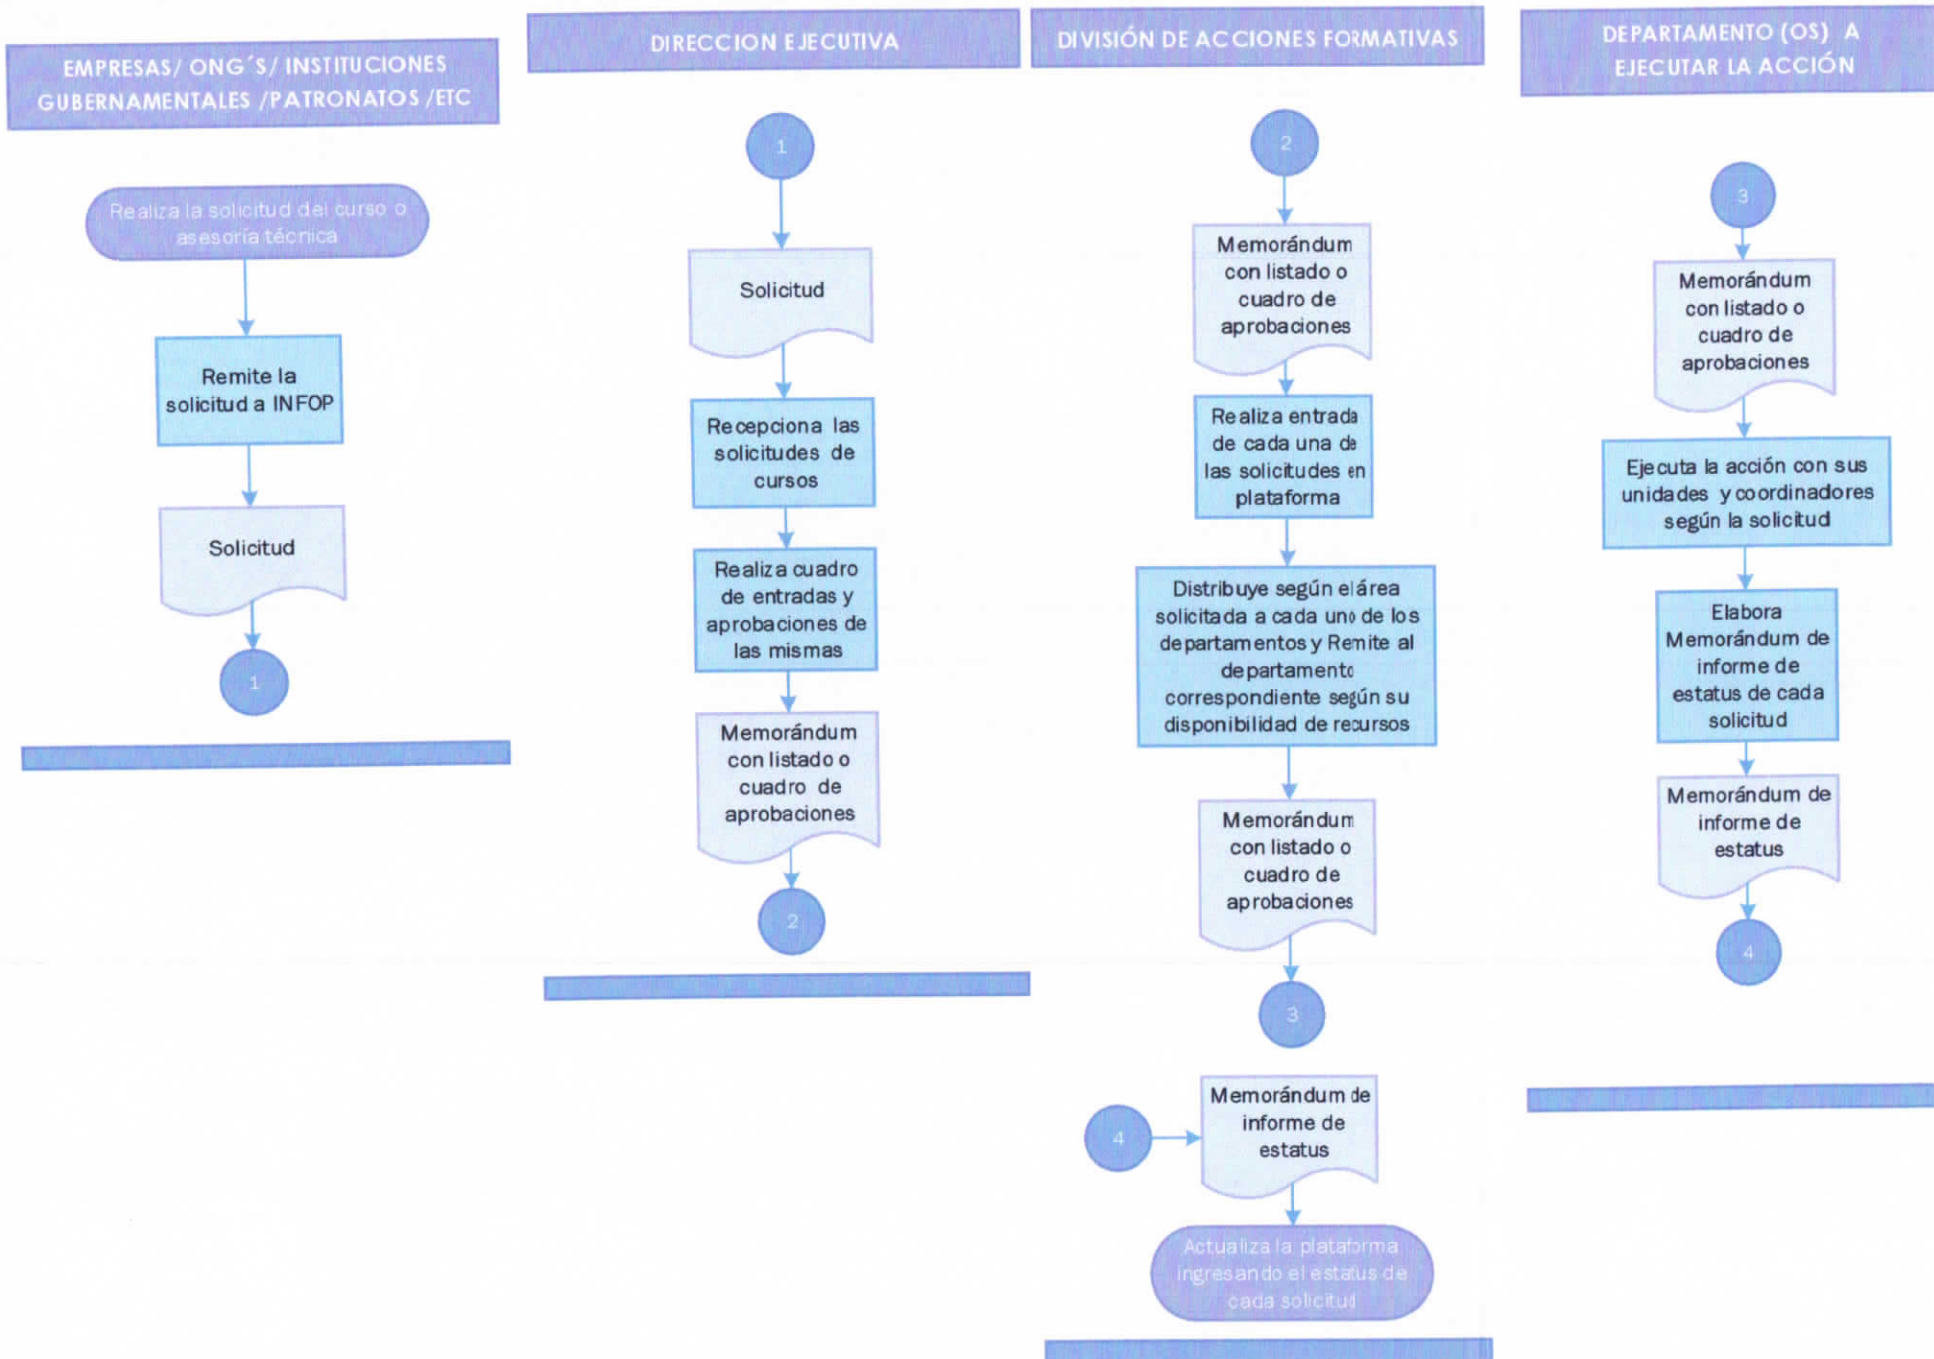 EMPRESAS/ ONG´S/ INSTITUCIONES
GUBERNAMENTALES /PATRONATOS /ETC
Realiza la solicitud del curso o
asesoría técnica
Remite la
solicitud a INFOP
Solicitud
1
DIRECCION EJECUTIVA
1
Solicitud
Recepciona las
solicitudes de
cursos
Realiza cuadro
de entradas y
aprobaciones de
las mismas
Memorándum
con listado o
cuadro de
aprobaciones
2
DIVISIÓN DE ACCIONES FORMATIVAS
2
Memorándum
con listado o
cuadro de
aprobaciones
Realiza entrada
de cada una de
las solicitudes en
plataforma
Distribuye según el área
solicitada a cada uno de los
departamentos y Remite al
departamento
correspondiente según su
disponibilidad de recursos
Memorándum
con listado o
cuadro de
aprobaciones
3
4
Memorándum de
informe de
estatus
Actualiza la plataforma
ingresando el estatus de
cada solicitud
DEPARTAMENTO (OS) A
EJECUTAR LA ACCIÓN
3
Memorándum
con listado o
cuadro de
aprobaciones
Ejecuta la acción con sus
unidades y coordinadores
según la solicitud
Elabora
Memorándum de
informe de
estatus de cada
solicitud
Memorándum de
informe de
estatus
4